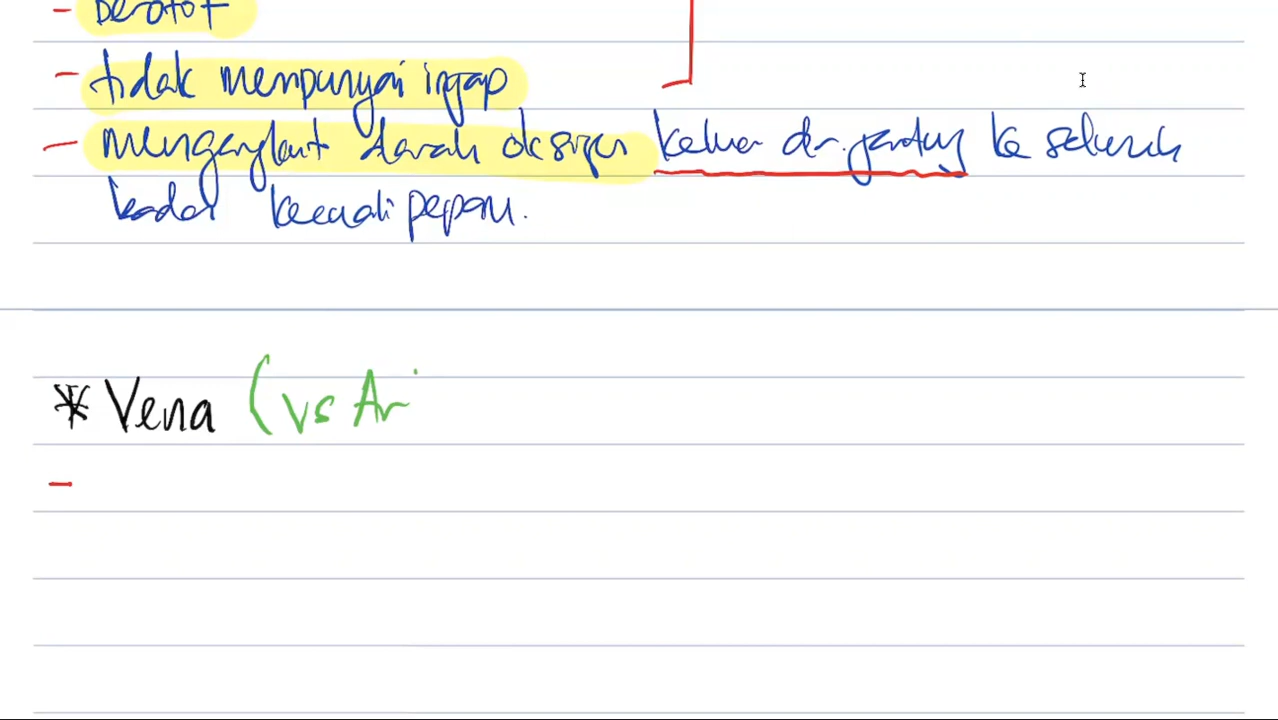 - berotot
- tidak mempunyai injap
- mengangkut darah oksigen keluar dr. jantung ke seluruh
badan kecuali peparu.
* Vena (vs Ar
-